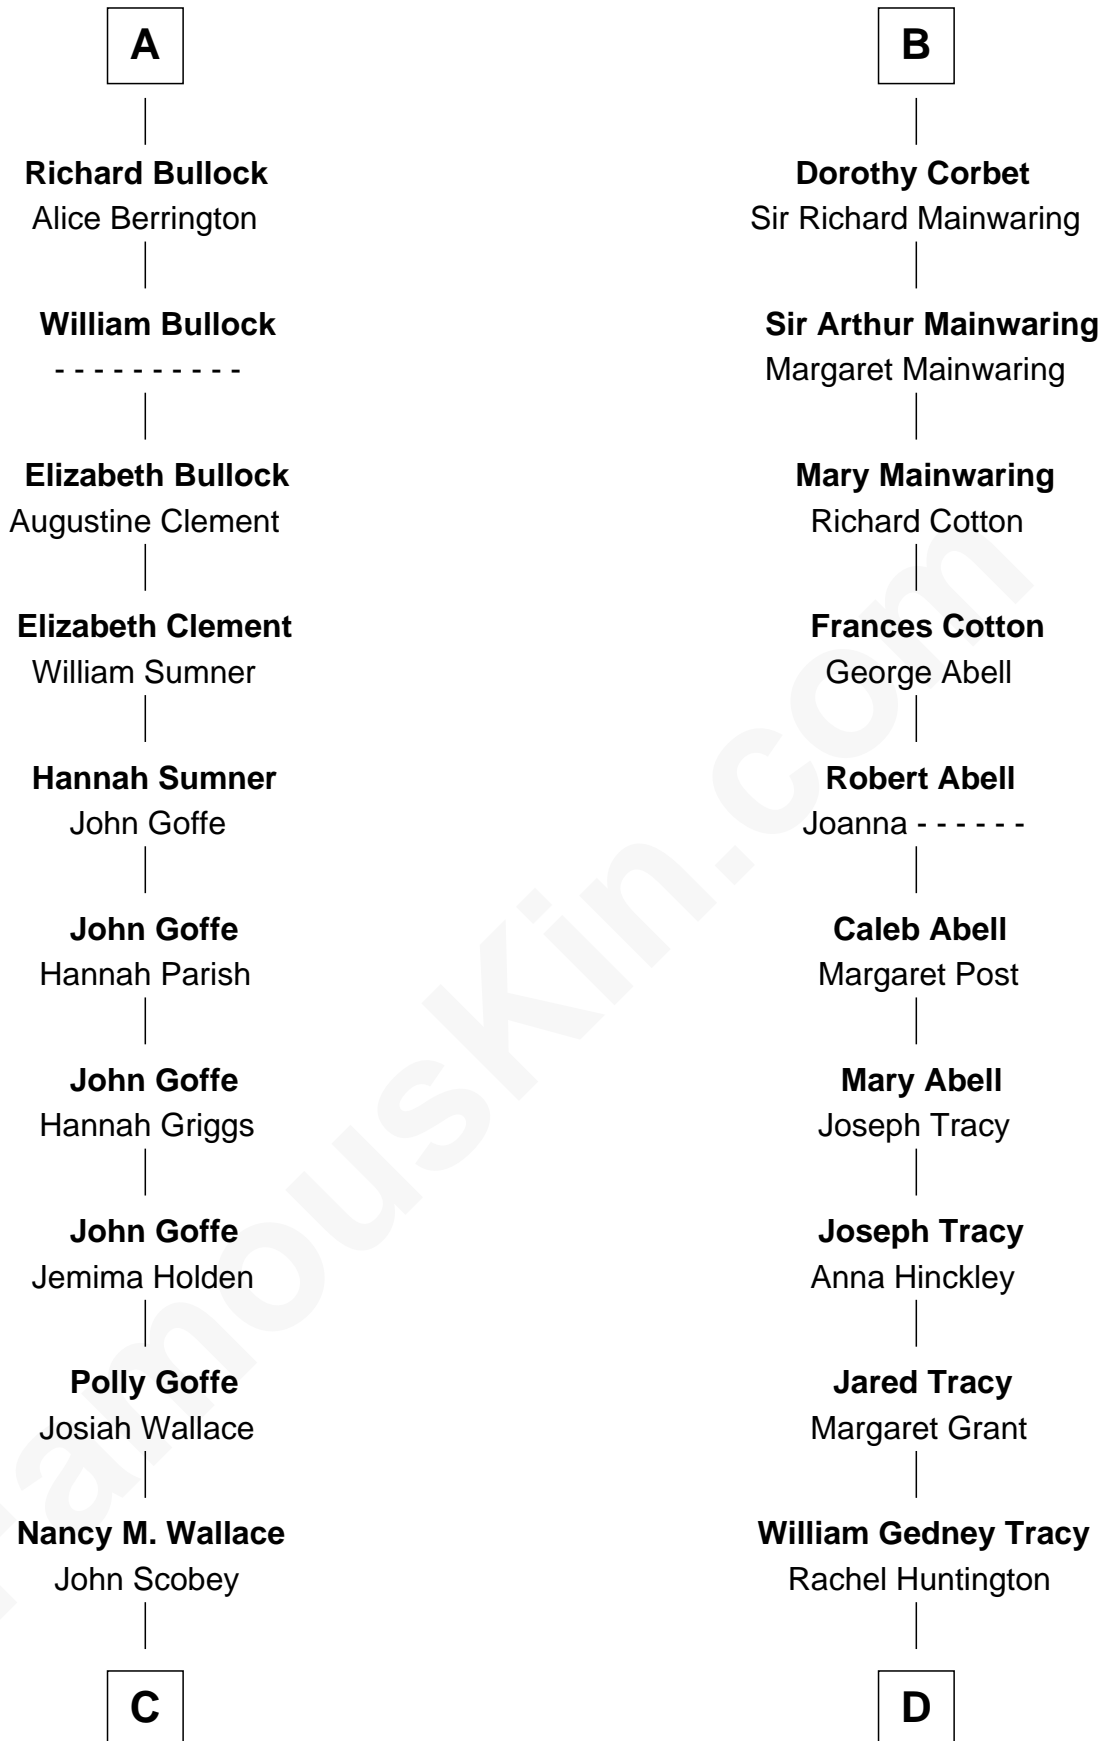 A
Richard Bullock
Alice Berrington
William Bullock
- - - - - - - - - -
Elizabeth Bullock
Augustine Clement
Elizabeth Clement
William Sumner
Hannah Sumner
John Goffe
John Goffe
Hannah Parish
John Goffe
Hannah Griggs
John Goffe
Jemima Holden
Polly Goffe
Josiah Wallace
Nancy M. Wallace
John Scobey
C
B
Dorothy Corbet
Sir Richard Mainwaring
Sir Arthur Mainwaring
Margaret Mainwaring
Mary Mainwaring
Richard Cotton
Frances Cotton
George Abell
Robert Abell
Joanna - - - - - -
Caleb Abell
Margaret Post
Mary Abell
Joseph Tracy
Joseph Tracy
Anna Hinckley
Jared Tracy
Margaret Grant
William Gedney Tracy
Rachel Huntington
D
FamousKin.com